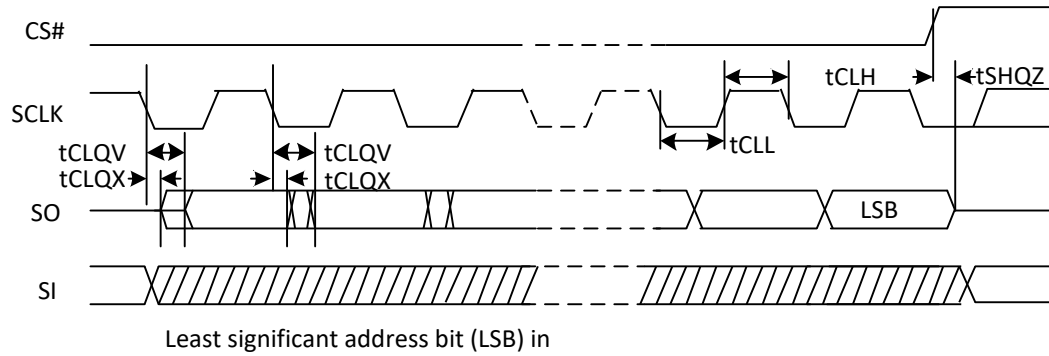 CS#
tCLH
tSHQZ
SCLK
tCLL
tCLQV
tCLQV
tCLQX
tCLQX
SO
LSB
SI
Least significant address bit (LSB) in